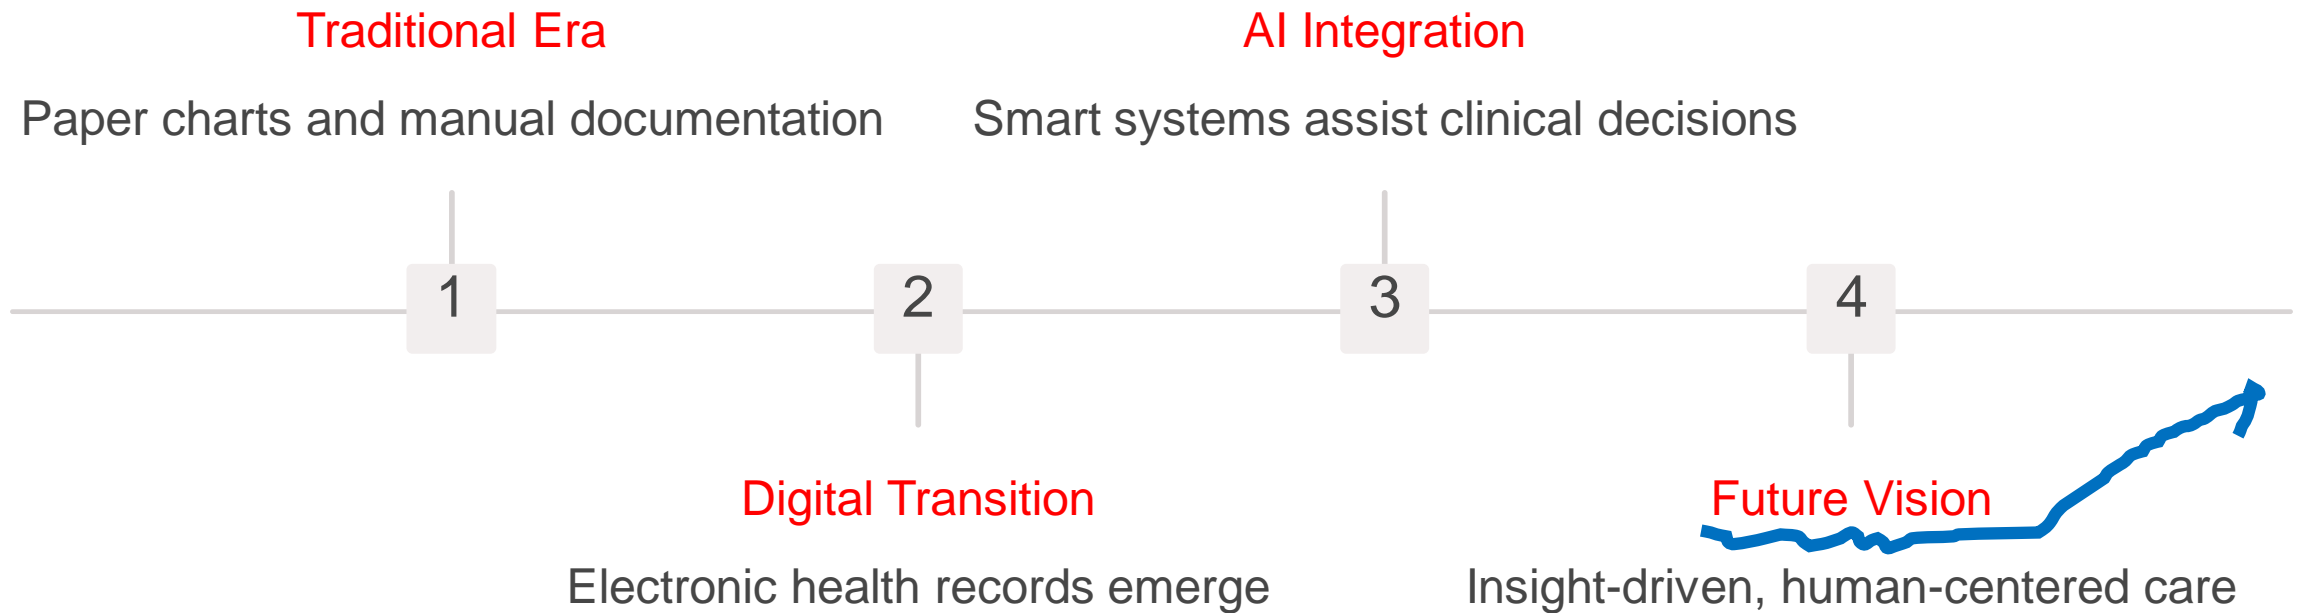 Traditional Era
Paper charts and manual documentation
AI Integration
Smart systems assist clinical decisions
1
2
3
4
Digital Transition
Electronic health records emerge
Future Vision
Insight-driven, human-centered care